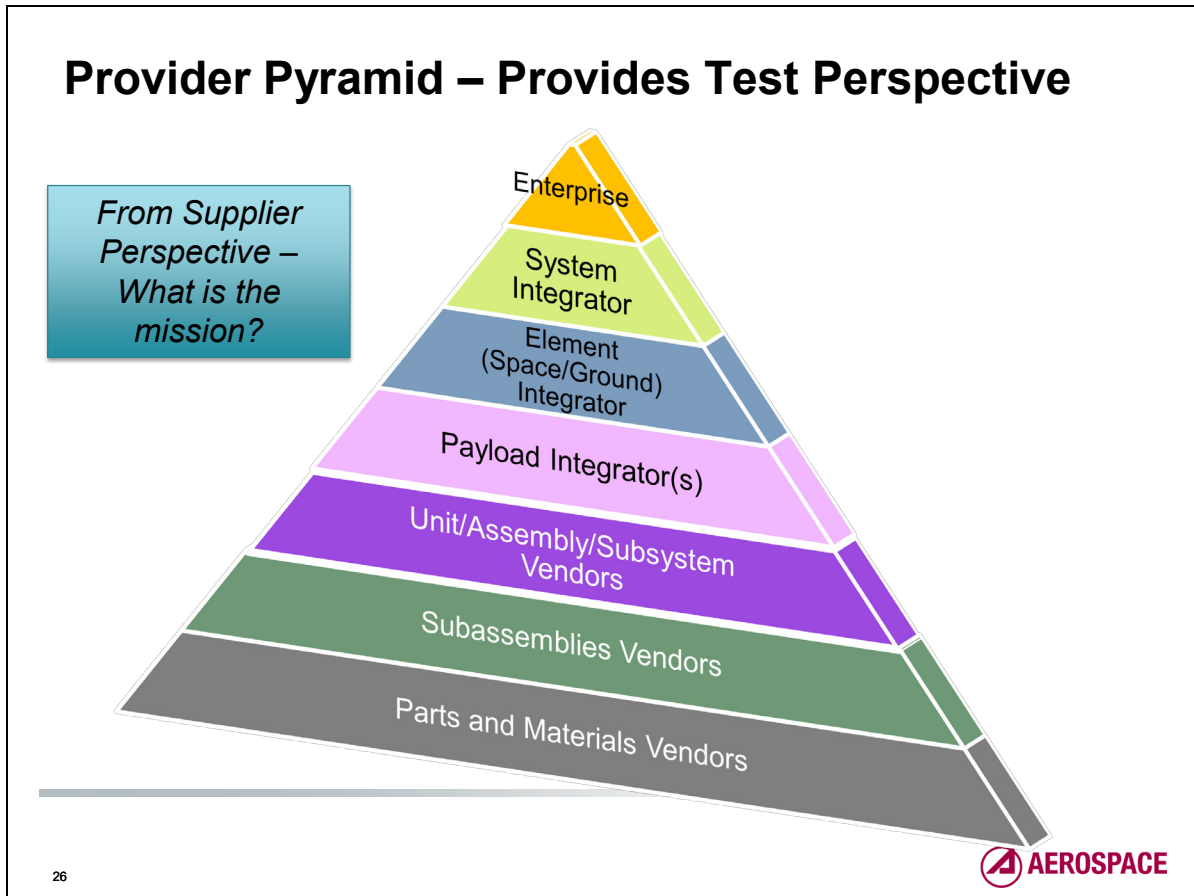 Provider Pyramid – Provides Test Perspective
From Supplier
Perspective –
What is the
mission?
Enterprise
System
Integrator
Element
(Space/Ground)
Integrator
Payload Integrator(s)
Unit/Assembly/Subsystem
Vendors
Subassemblies Vendors
Parts and Materials Vendors
26
AEROSPACE